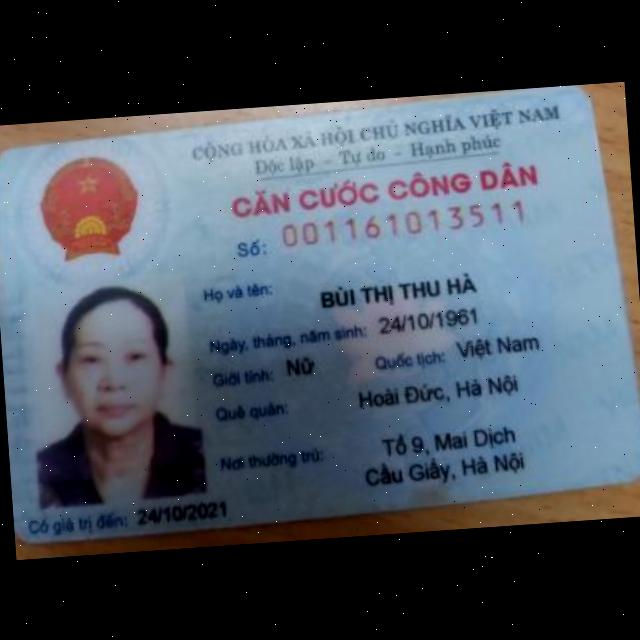 CỘNG HÒA XÃ HỘI CHỦ NGHĨA VIỆT NAM
Độc lập - Tự do - Hạnh phúc
CĂN CƯỚC CÔNG DÂN
Số: 001161013511
Họ và tên: BÙI THỊ THU HÀ
Ngày, tháng, năm sinh: 24/10/1961
Giới tính: Nữ Quốc tịch: Việt Nam
Quê quán: Hoài Đức, Hà Nội
Nơi thường trú: Tổ 9, Mai Dịch
Cầu Giấy, Hà Nội
Có giá trị đến: 24/10/2021